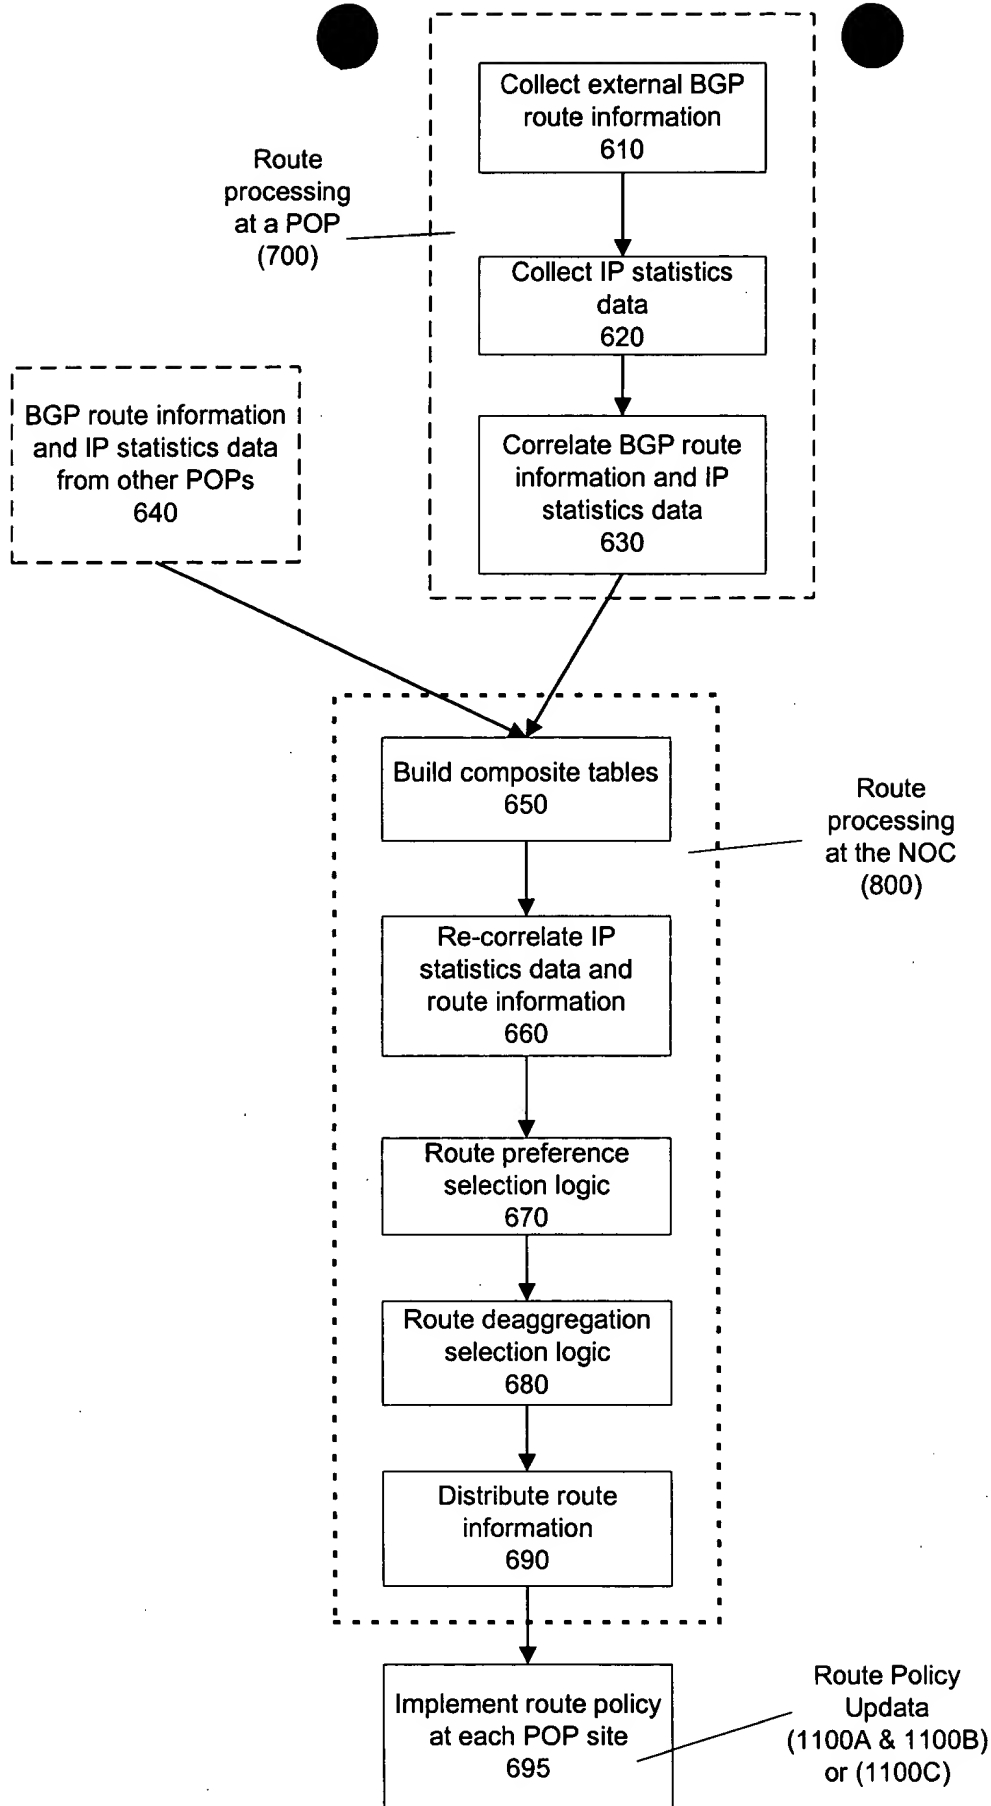 Collect external BGP
route information
610
Route
processing
at a POP
(700)
Collect IP statistics
data
620
BGP route information
and IP statistics data
from other POPs
640
Correlate BGP route
information and IP
statistics data
630
Build composite tables
650
Route
processing
at the NOC
(800)
Re-correlate IP
statistics data and
route information
660
Route preference
selection logic
670
Route deaggregation
selection logic
680
Distribute route
information
690
Implement route policy
at each POP site
695
Route Policy
Updata
(1100A & 1100B)
or (1100C)